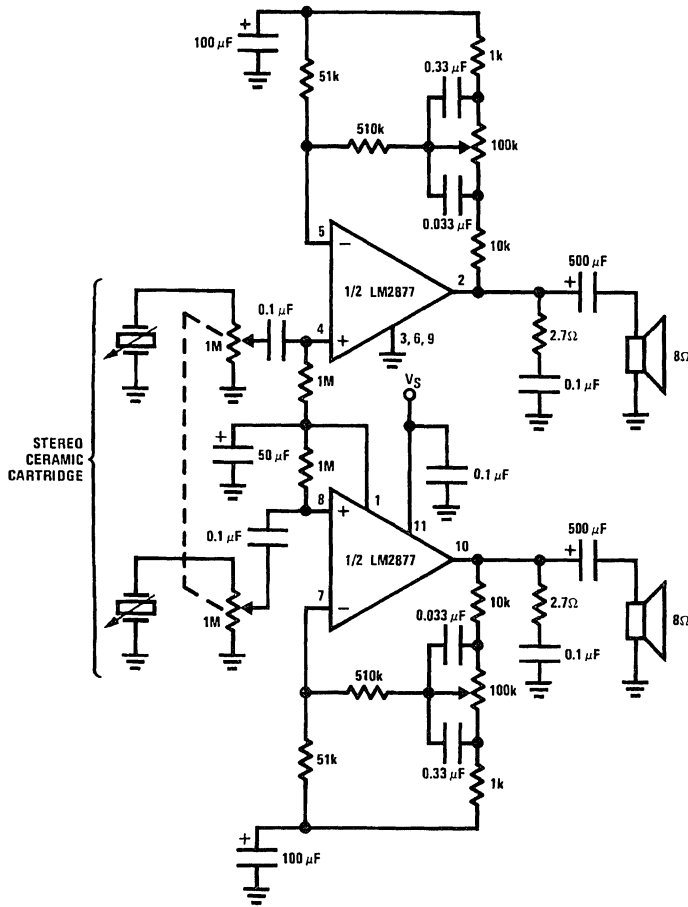 +
100 µF
51k
0.33 µF
1k
510k
100k
0.033 µF
10k
5
−
1/2 LM2877
2
+
500 µF
0.1 µF
4
+
3, 6, 9
2.7Ω
8Ω
1M
1M
0.1 µF
VS
STEREO
CERAMIC
CARTRIDGE
+
50 µF
1M
0.1 µF
8
+
1
11
0.1 µF
1/2 LM2877
10
+
500 µF
7
−
10k
2.7Ω
8Ω
1M
0.033 µF
0.1 µF
510k
100k
0.33 µF
51k
1k
+
100 µF